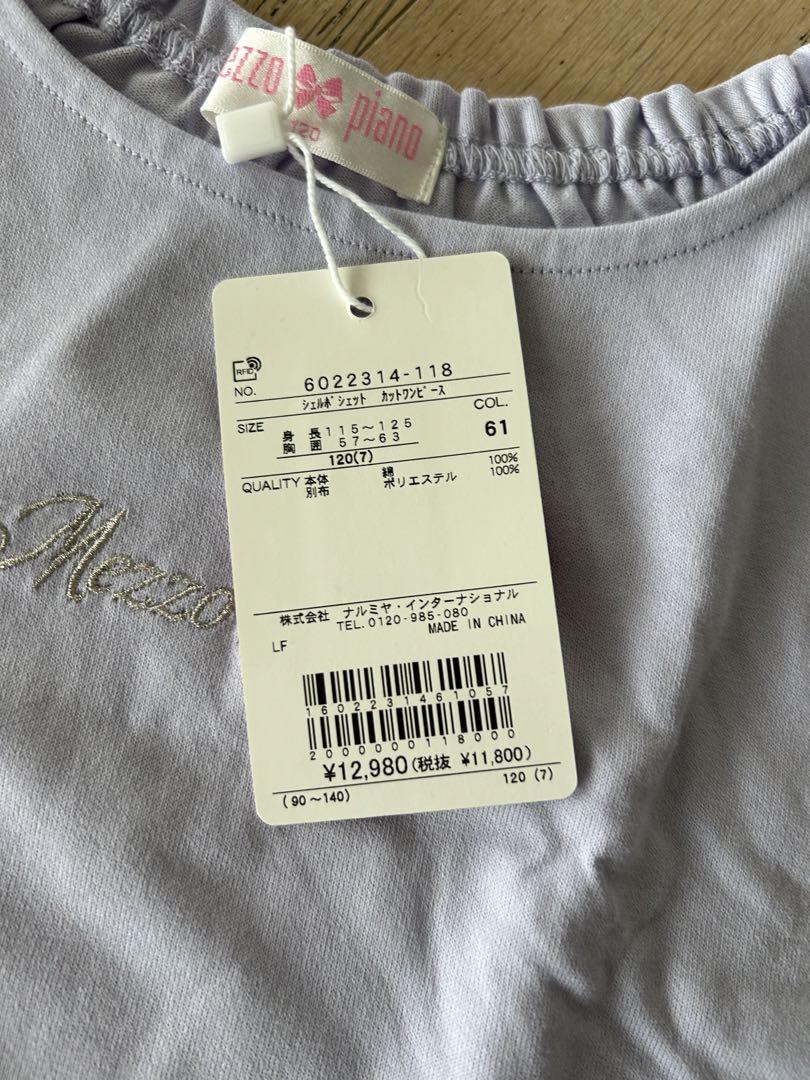 ezzo piano
120
RFID
NO. 6022314-118
シェルポシェット カットワンピース
SIZE 身長 115~125 COL.
胸囲 57~63 61
120(7)
QUALITY 本体 綿 100%
別布 ポリエステル 100%
株式会社 ナルミヤ・インターナショナル
TEL.0120-985-080
MADE IN CHINA
LF
1602231461057
2000000118000
¥12,980(税抜 ¥11,800)
(90~140) 120 (7)
Mezzo